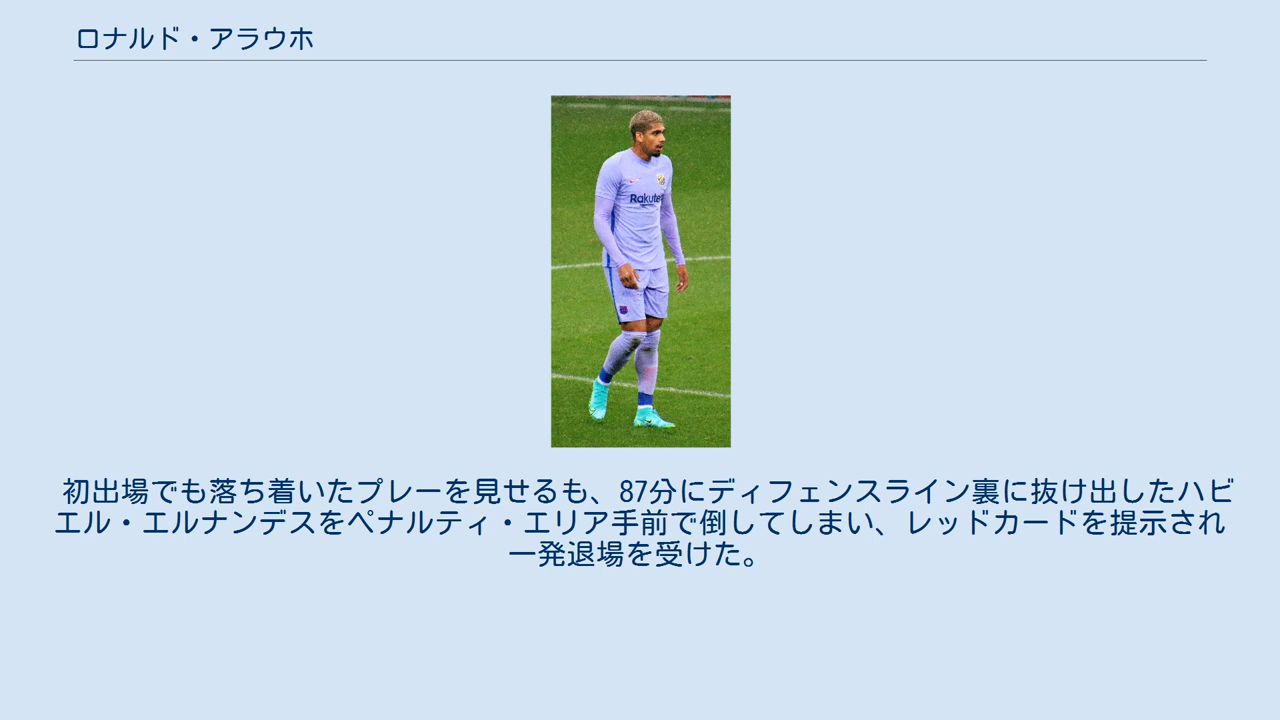 ロナルド・アラウホ
Rakuten
初出場でも落ち着いたプレーを見せるも、87分にディフェンスライン裏に抜け出したハビ
エル・エルナンデスをペナルティ・エリア手前で倒してしまい、レッドカードを提示され
一発退場を受けた。